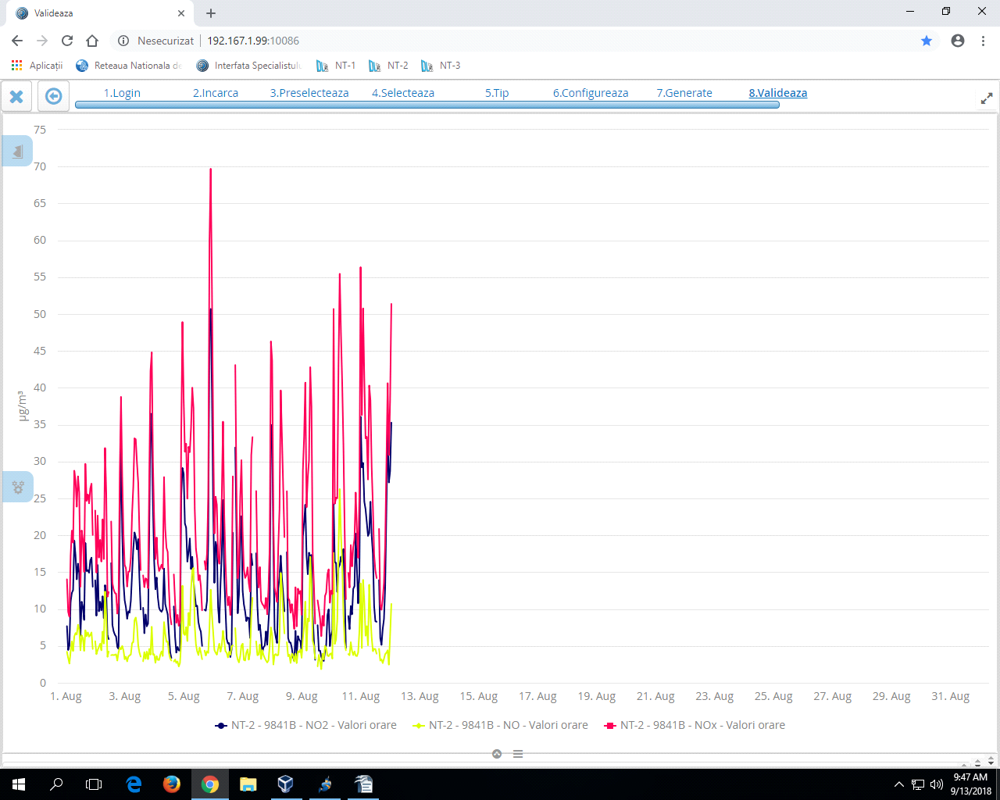 Valideaza
Nesecurizat 192.167.1.99:10086
Aplicații Reteaua Nationala de Interfata Specialistulu NT-1 NT-2 NT-3
1.Login 2.Incarca 3.Preselecteaza 4.Selecteaza 5.Tip 6.Configureaza 7.Generate 8.Valideaza
75
70
65
60
55
50
45
40
35
30
25
20
15
10
5
0
µg/m³
1. Aug 3. Aug 5. Aug 7. Aug 9. Aug 11. Aug 13. Aug 15. Aug 17. Aug 19. Aug 21. Aug 23. Aug 25. Aug 27. Aug 29. Aug 31. Aug
NT-2 - 9841B - NO2 - Valori orare NT-2 - 9841B - NO - Valori orare NT-2 - 9841B - NOx - Valori orare
9:47 AM
9/13/2018